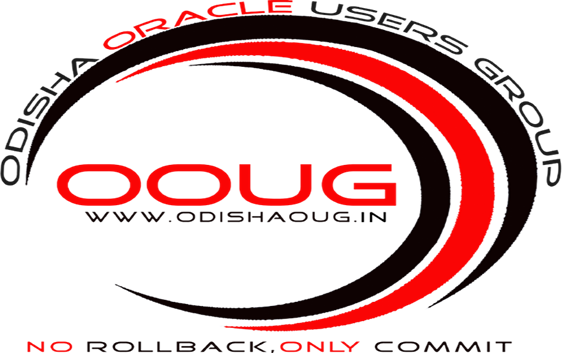 ODISHA ORACLE USERS GROUP
OOUG
WWW.ODISHAOUG.IN
NO ROLLBACK,ONLY COMMIT